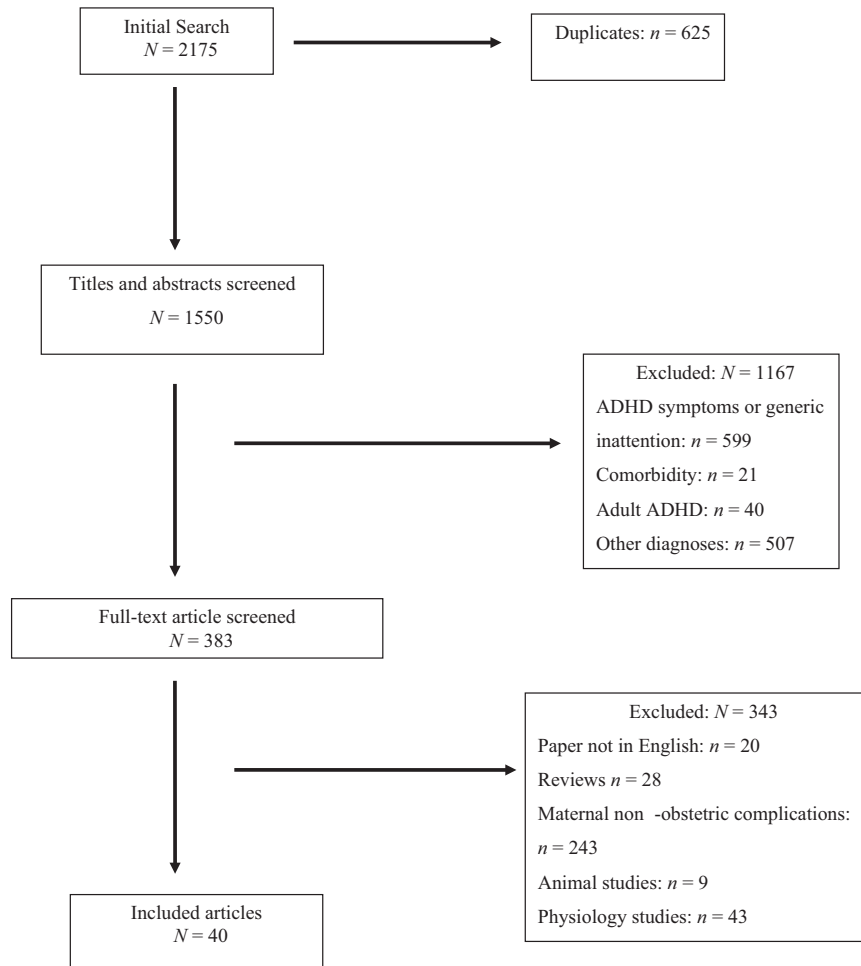 Initial Search
N = 2175
Duplicates: n = 625
Titles and abstracts screened
N = 1550
Excluded: N = 1167
ADHD symptoms or generic
inattention: n = 599
Comorbidity: n = 21
Adult ADHD: n = 40
Other diagnoses: n = 507
Full-text article screened
N = 383
Excluded: N = 343
Paper not in English: n = 20
Reviews n = 28
Maternal non -obstetric complications:
n = 243
Animal studies: n = 9
Physiology studies: n = 43
Included articles
N = 40